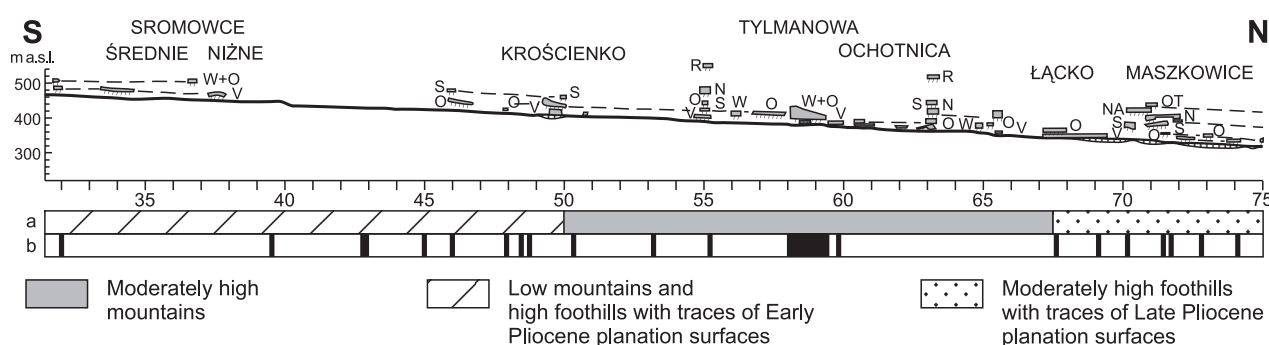 S
SROMOWCE
TYLMANOWA
N
ŚREDNIE NIŻNE
KROŚCIENKO
OCHOTNICA
ŁĄCKO
MASZKOWICE
m a.s.l.
500
400
300
W+O
V
S
O
O
S
V
R
N
O
S
V
W
O
W+O
V
R
N
S
O
W
O
V
O
V
NA
S
OT
N
O
S
O
35 40 45 50 55 60 65 70 75
a
b
Moderately high
mountains
Low mountains and
high foothills with traces of Early
Pliocene planation surfaces
Moderately high foothills
with traces of Late Pliocene
planation surfaces